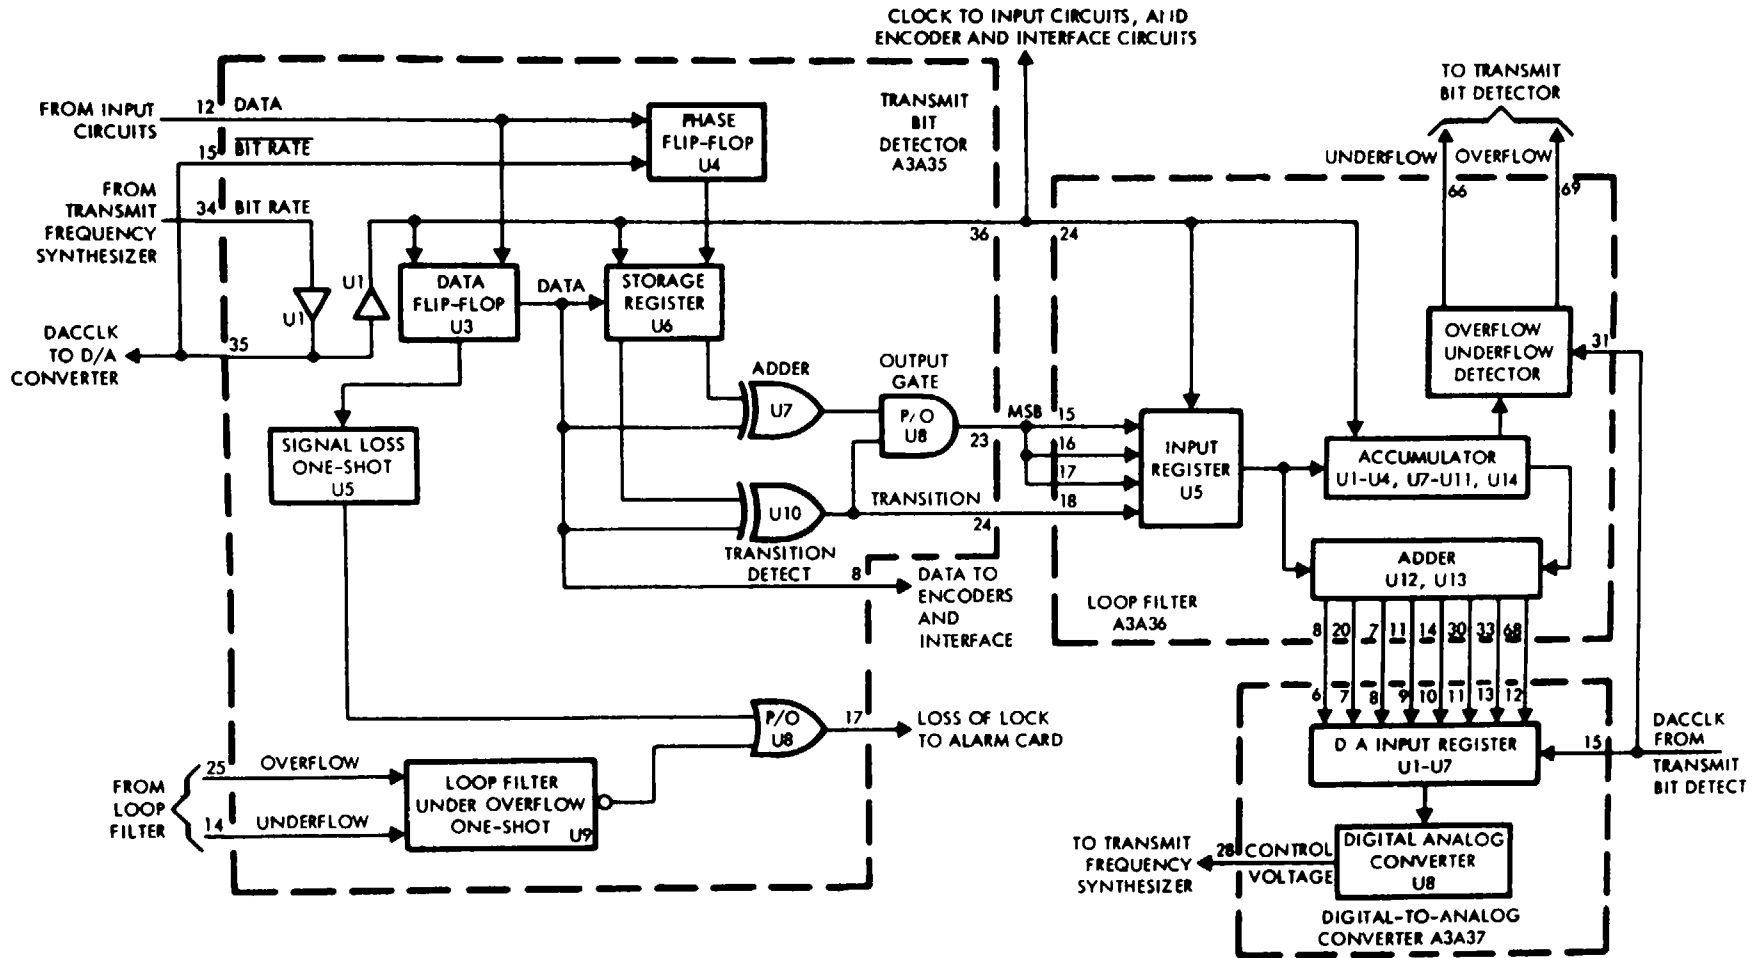 CLOCK TO INPUT CIRCUITS, AND
ENCODER AND INTERFACE CIRCUITS
TO TRANSMIT
BIT DETECTOR
UNDERFLOW OVERFLOW
66
69
FROM INPUT
CIRCUITS
12 DATA
15 BIT RATE
FROM
TRANSMIT
FREQUENCY
SYNTHESIZER
34 BIT RATE
PHASE
FLIP-FLOP
U4
TRANSMIT
BIT
DETECTOR
A3A35
36
24
U1
U1
DATA
FLIP-FLOP
U3
DATA
STORAGE
REGISTER
U6
DACCLK
TO D/A
CONVERTER
35
OVERFLOW
UNDERFLOW
DETECTOR
31
ADDER
U7
OUTPUT
GATE
P/O
U8
23
MSB
15
16
17
18
INPUT
REGISTER
U5
ACCUMULATOR
U1-U4, U7-U11, U14
SIGNAL LOSS
ONE-SHOT
U5
U10
TRANSITION
24
TRANSITION
DETECT
8
DATA TO
ENCODERS
AND
INTERFACE
ADDER
U12, U13
LOOP FILTER
A3A36
8 20 7 11 14 30 33 68
6 7 8 9 10 11 13 12
P/O
U8
17
LOSS OF LOCK
TO ALARM CARD
D A INPUT REGISTER
U1-U7
15
DACCLK
FROM
TRANSMIT
BIT DETECT
FROM
LOOP
FILTER
25 OVERFLOW
14 UNDERFLOW
LOOP FILTER
UNDER OVERFLOW
ONE-SHOT
U9
TO TRANSMIT
FREQUENCY
SYNTHESIZER
28 CONTROL
VOLTAGE
DIGITAL ANALOG
CONVERTER
U8
DIGITAL-TO-ANALOG
CONVERTER A3A37